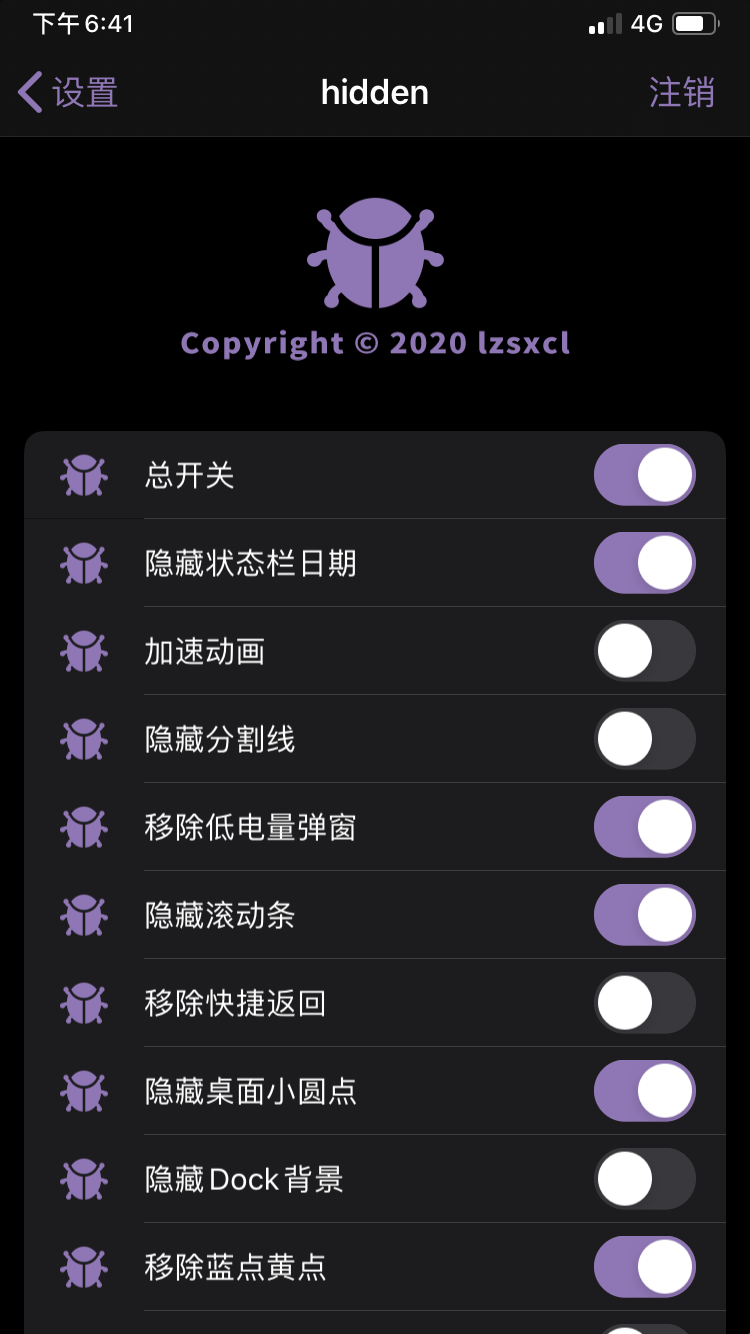 下午 6:41
4G
设置
hidden
注销
Copyright © 2020 lzsxcl
总开关
隐藏状态栏日期
加速动画
隐藏分割线
移除低电量弹窗
隐藏滚动条
移除快捷返回
隐藏桌面小圆点
隐藏Dock背景
移除蓝点黄点